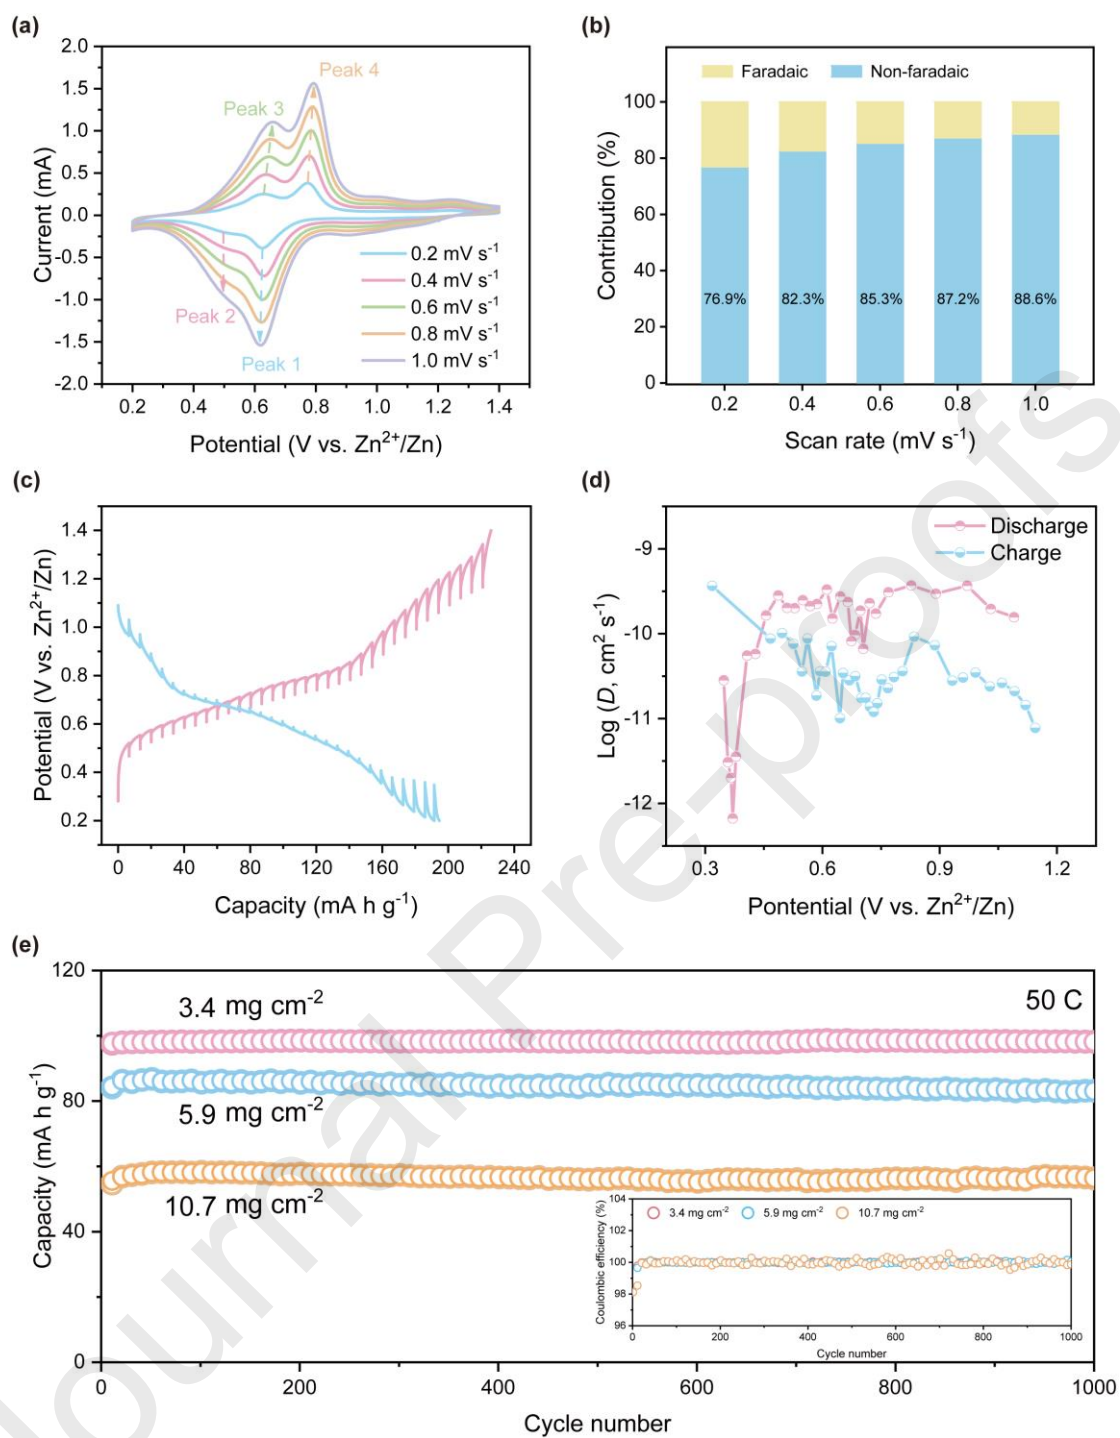 (a)
2.0
1.5
1.0
0.5
0.0
-0.5
-1.0
-1.5
-2.0
Current (mA)
Peak 4
Peak 3
Peak 2
Peak 1
0.2 mV s⁻¹
0.4 mV s⁻¹
0.6 mV s⁻¹
0.8 mV s⁻¹
1.0 mV s⁻¹
0.2 0.4 0.6 0.8 1.0 1.2 1.4
Potential (V vs. Zn²⁺/Zn)
(b)
Faradaic Non-faradaic
100
80
60
40
20
0
Contribution (%)
76.9% 82.3% 85.3% 87.2% 88.6%
0.2 0.4 0.6 0.8 1.0
Scan rate (mV s⁻¹)
(c)
1.4
1.2
1.0
0.8
0.6
0.4
0.2
Potential (V vs. Zn²⁺/Zn)
0 40 80 120 160 200 240
Capacity (mA h g⁻¹)
(d)
Discharge
Charge
-9
-10
-11
-12
Log (D, cm² s⁻¹)
0.3 0.6 0.9 1.2
Pontential (V vs. Zn²⁺/Zn)
(e)
120
80
40
0
Capacity (mA h g⁻¹)
3.4 mg cm⁻²
50 C
5.9 mg cm⁻²
10.7 mg cm⁻²
104
102
100
98
96
Coulombic efficiency (%)
3.4 mg cm⁻² 5.9 mg cm⁻² 10.7 mg cm⁻²
0 200 400 600 800 1000
Cycle number
0 200 400 600 800 1000
Cycle number
Journal Pre-proofs